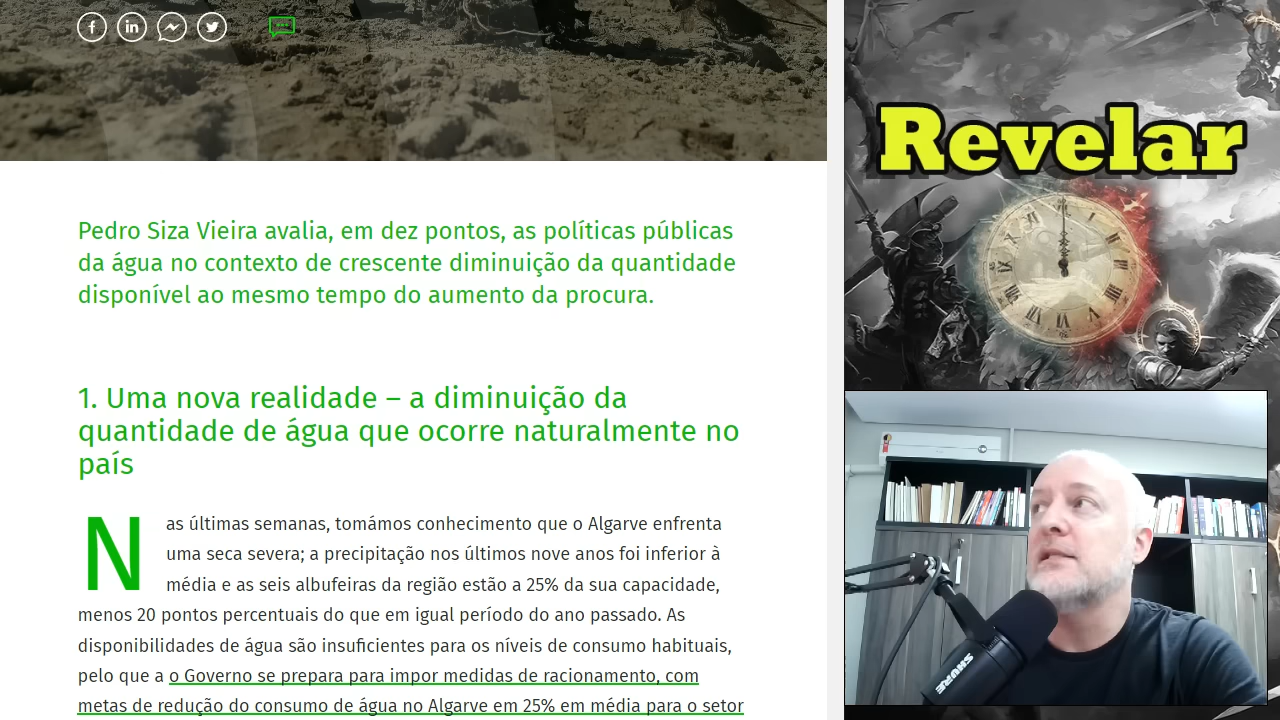 Revelar
Pedro Siza Vieira avalia, em dez pontos, as políticas públicas
da água no contexto de crescente diminuição da quantidade
disponível ao mesmo tempo do aumento da procura.
1. Uma nova realidade – a diminuição da
quantidade de água que ocorre naturalmente no
país
Nas últimas semanas, tomámos conhecimento que o Algarve enfrenta
uma seca severa; a precipitação nos últimos nove anos foi inferior à
média e as seis albufeiras da região estão a 25% da sua capacidade,
menos 20 pontos percentuais do que em igual período do ano passado. As
disponibilidades de água são insuficientes para os níveis de consumo habituais,
pelo que a o Governo se prepara para impor medidas de racionamento, com
metas de redução do consumo de água no Algarve em 25% em média para o setor
SHURE